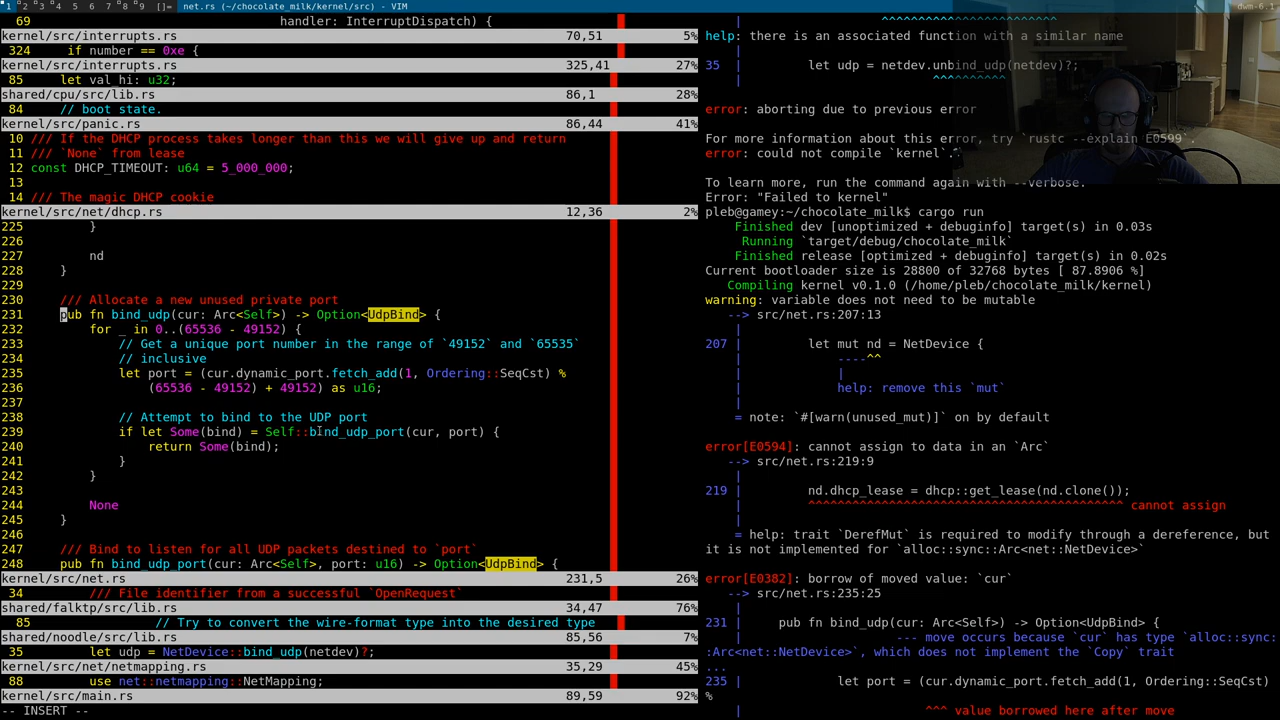 1 2 3 4 5 6 7 8 9 []= net.rs (~/chocolate_milk/kernel/src) - VIM dwm-6.1
69 handler: InterruptDispatch) {
kernel/src/interrupts.rs 70,51 5%
324 if number == 0xe {
kernel/src/interrupts.rs 325,41 27%
85 let val_hi: u32;
shared/cpu/src/lib.rs 86,1 28%
84 // boot state.
kernel/src/panic.rs 86,44 41%
10 /// If the DHCP process takes longer than this we will give up and return
11 /// `None` from lease
12 const DHCP_TIMEOUT: u64 = 5_000_000;
13
14 /// The magic DHCP cookie
kernel/src/net/dhcp.rs 12,36 2%
225 }
226
227 nd
228 }
229
230 /// Allocate a new unused private port
231 pub fn bind_udp(cur: Arc<Self>) -> Option<UdpBind> {
232 for _ in 0..(65536 - 49152) {
233 // Get a unique port number in the range of `49152` and `65535`
234 // inclusive
235 let port = (cur.dynamic_port.fetch_add(1, Ordering::SeqCst) %
236 (65536 - 49152) + 49152) as u16;
237
238 // Attempt to bind to the UDP port
239 if let Some(bind) = Self::bind_udp_port(cur, port) {
240 return Some(bind);
241 }
242 }
243
244 None
245 }
246
247 /// Bind to listen for all UDP packets destined to `port`
248 pub fn bind_udp_port(cur: Arc<Self>, port: u16) -> Option<UdpBind> {
kernel/src/net.rs 231,5 26%
34 /// File identifier from a successful `OpenRequest`
shared/falktp/src/lib.rs 34,47 76%
85 // Try to convert the wire-format type into the desired type
shared/noodle/src/lib.rs 85,56 7%
35 let udp = NetDevice::bind_udp(netdev)?;
kernel/src/net/netmapping.rs 35,29 45%
88 use net::netmapping::NetMapping;
kernel/src/main.rs 89,59 92%
-- INSERT --
| ^^^^^^^^^^^^^^^^^^^^^^^^^^
help: there is an associated function with a similar name
|
35 | let udp = netdev.unbind_udp(netdev)?;
| ^^^^^^^^^^
error: aborting due to previous error
For more information about this error, try `rustc --explain E0599`.
error: could not compile `kernel`.
To learn more, run the command again with --verbose.
Error: "Failed to kernel"
pleb@gamey:~/chocolate_milk$ cargo run
Finished dev [unoptimized + debuginfo] target(s) in 0.03s
Running `target/debug/chocolate_milk`
Finished release [optimized + debuginfo] target(s) in 0.02s
Current bootloader size is 28800 of 32768 bytes [ 87.8906 %]
Compiling kernel v0.1.0 (/home/pleb/chocolate_milk/kernel)
warning: variable does not need to be mutable
--> src/net.rs:207:13
|
207 | let mut nd = NetDevice {
| ----^^
| |
| help: remove this `mut`
|
= note: `#[warn(unused_mut)]` on by default
error[E0594]: cannot assign to data in an `Arc`
--> src/net.rs:219:9
|
219 | nd.dhcp_lease = dhcp::get_lease(nd.clone());
| ^^^^^^^^^^^^^^^^^^^^^^^^^^^^^^^^^^^^^^^^^^^ cannot assign
|
= help: trait `DerefMut` is required to modify through a dereference, but
it is not implemented for `alloc::sync::Arc<net::NetDevice>`
error[E0382]: borrow of moved value: `cur`
--> src/net.rs:235:25
|
231 | pub fn bind_udp(cur: Arc<Self>) -> Option<UdpBind> {
| --- move occurs because `cur` has type `alloc::sync:
:Arc<net::NetDevice>`, which does not implement the `Copy` trait
...
235 | let port = (cur.dynamic_port.fetch_add(1, Ordering::SeqCst)
%
| ^^^ value borrowed here after move